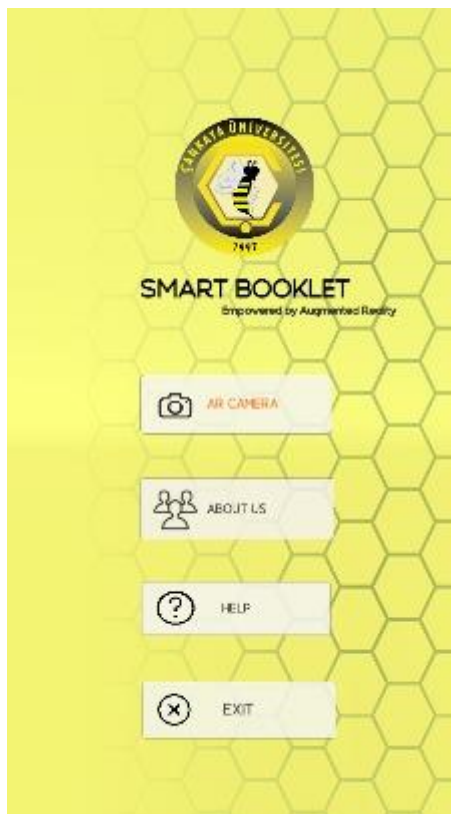 ÇANKAYA ÜNİVERSİTESİ
1997
SMART BOOKLET
Empowered by Augmented Reality
AR CAMERA
ABOUT US
HELP
EXIT